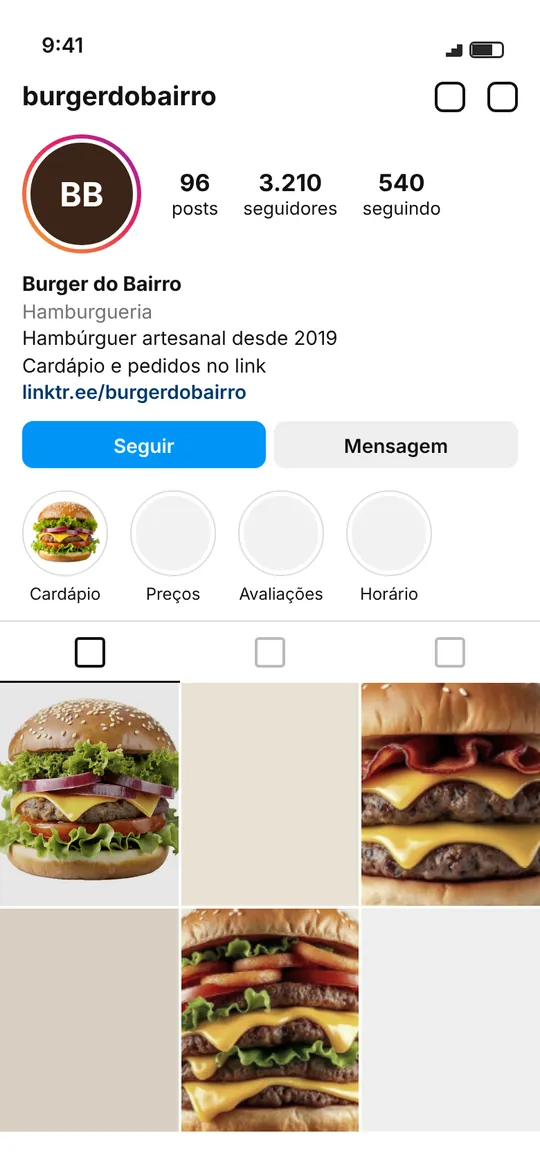 9:41
burgerdobairro
BB
96 3.210 540
posts seguidores seguindo
Burger do Bairro
Hamburgueria
Hambúrguer artesanal desde 2019
Cardápio e pedidos no link
linktr.ee/burgerdobairro
Seguir Mensagem
Cardápio Preços Avaliações Horário